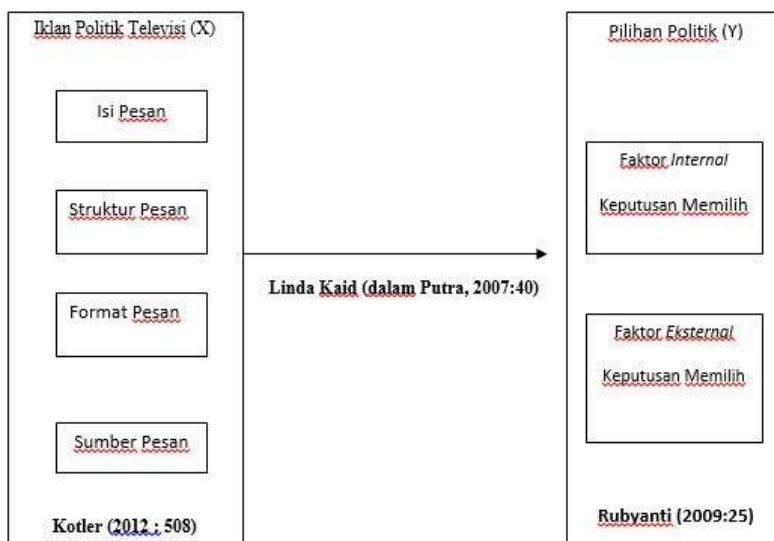 Iklan Politik Televisi (X)
Isi Pesan
Struktur Pesan
Format Pesan
Sumber Pesan
Kotler (2012 : 508)
Linda Kaid (dalam Putra, 2007:40)
Pilihan Politik (Y)
Faktor Internal
Keputusan Memilih
Faktor Eksternal
Keputusan Memilih
Rubyanti (2009:25)